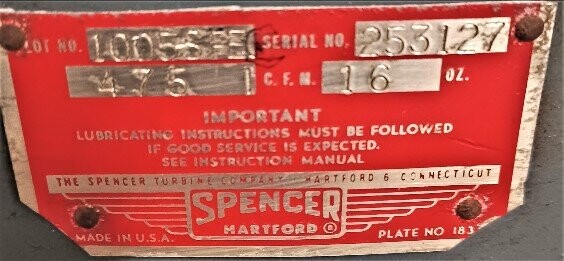 LOT NO. SERIAL NO. 253127
475 C.F.M. 16 OZ.
IMPORTANT
LUBRICATING INSTRUCTIONS MUST BE FOLLOWED
IF GOOD SERVICE IS EXPECTED.
SEE INSTRUCTION MANUAL
THE SPENCER TURBINE COMPANY HARTFORD 6 CONNECTICUT
SPENCER
HARTFORD ®
MADE IN U.S.A. PLATE NO 183